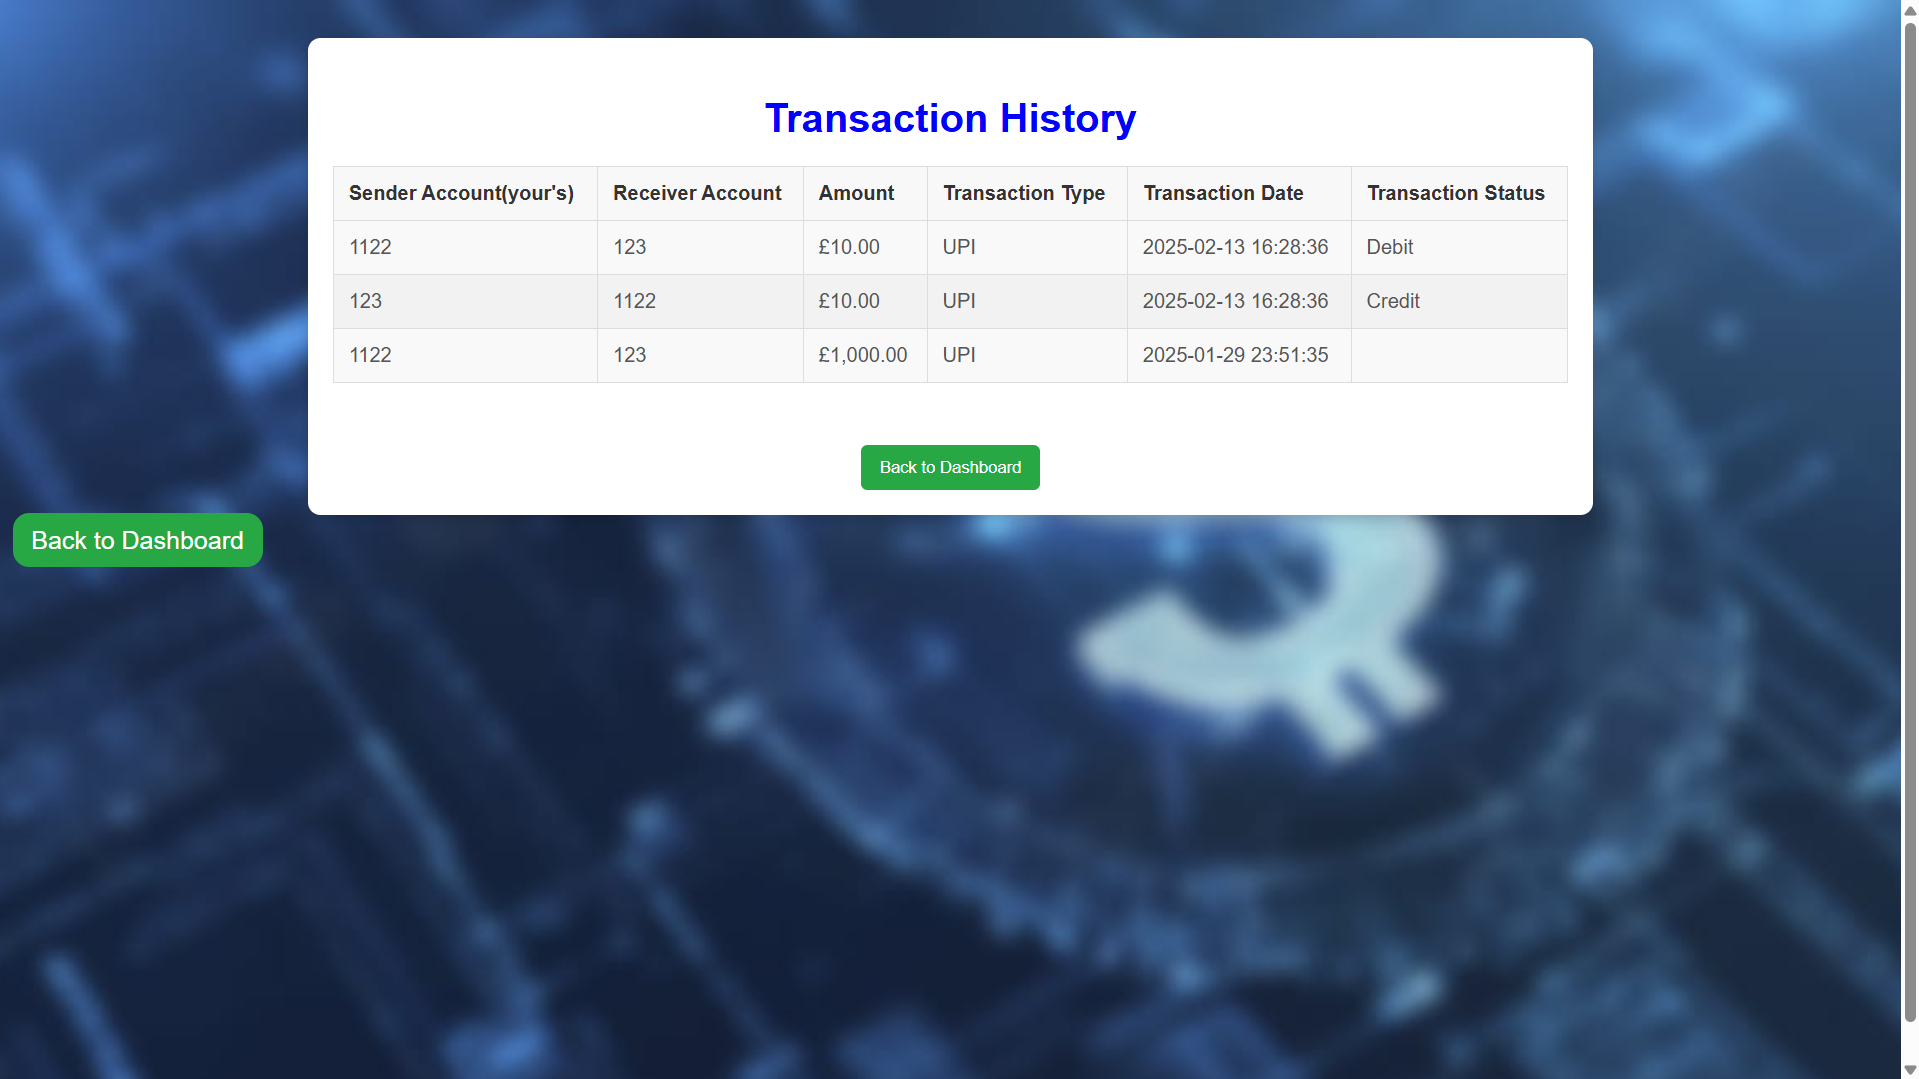 Transaction History
Sender Account(your's) Receiver Account Amount Transaction Type Transaction Date Transaction Status
1122 123 £10.00 UPI 2025-02-13 16:28:36 Debit
123 1122 £10.00 UPI 2025-02-13 16:28:36 Credit
1122 123 £1,000.00 UPI 2025-01-29 23:51:35
Back to Dashboard
Back to Dashboard